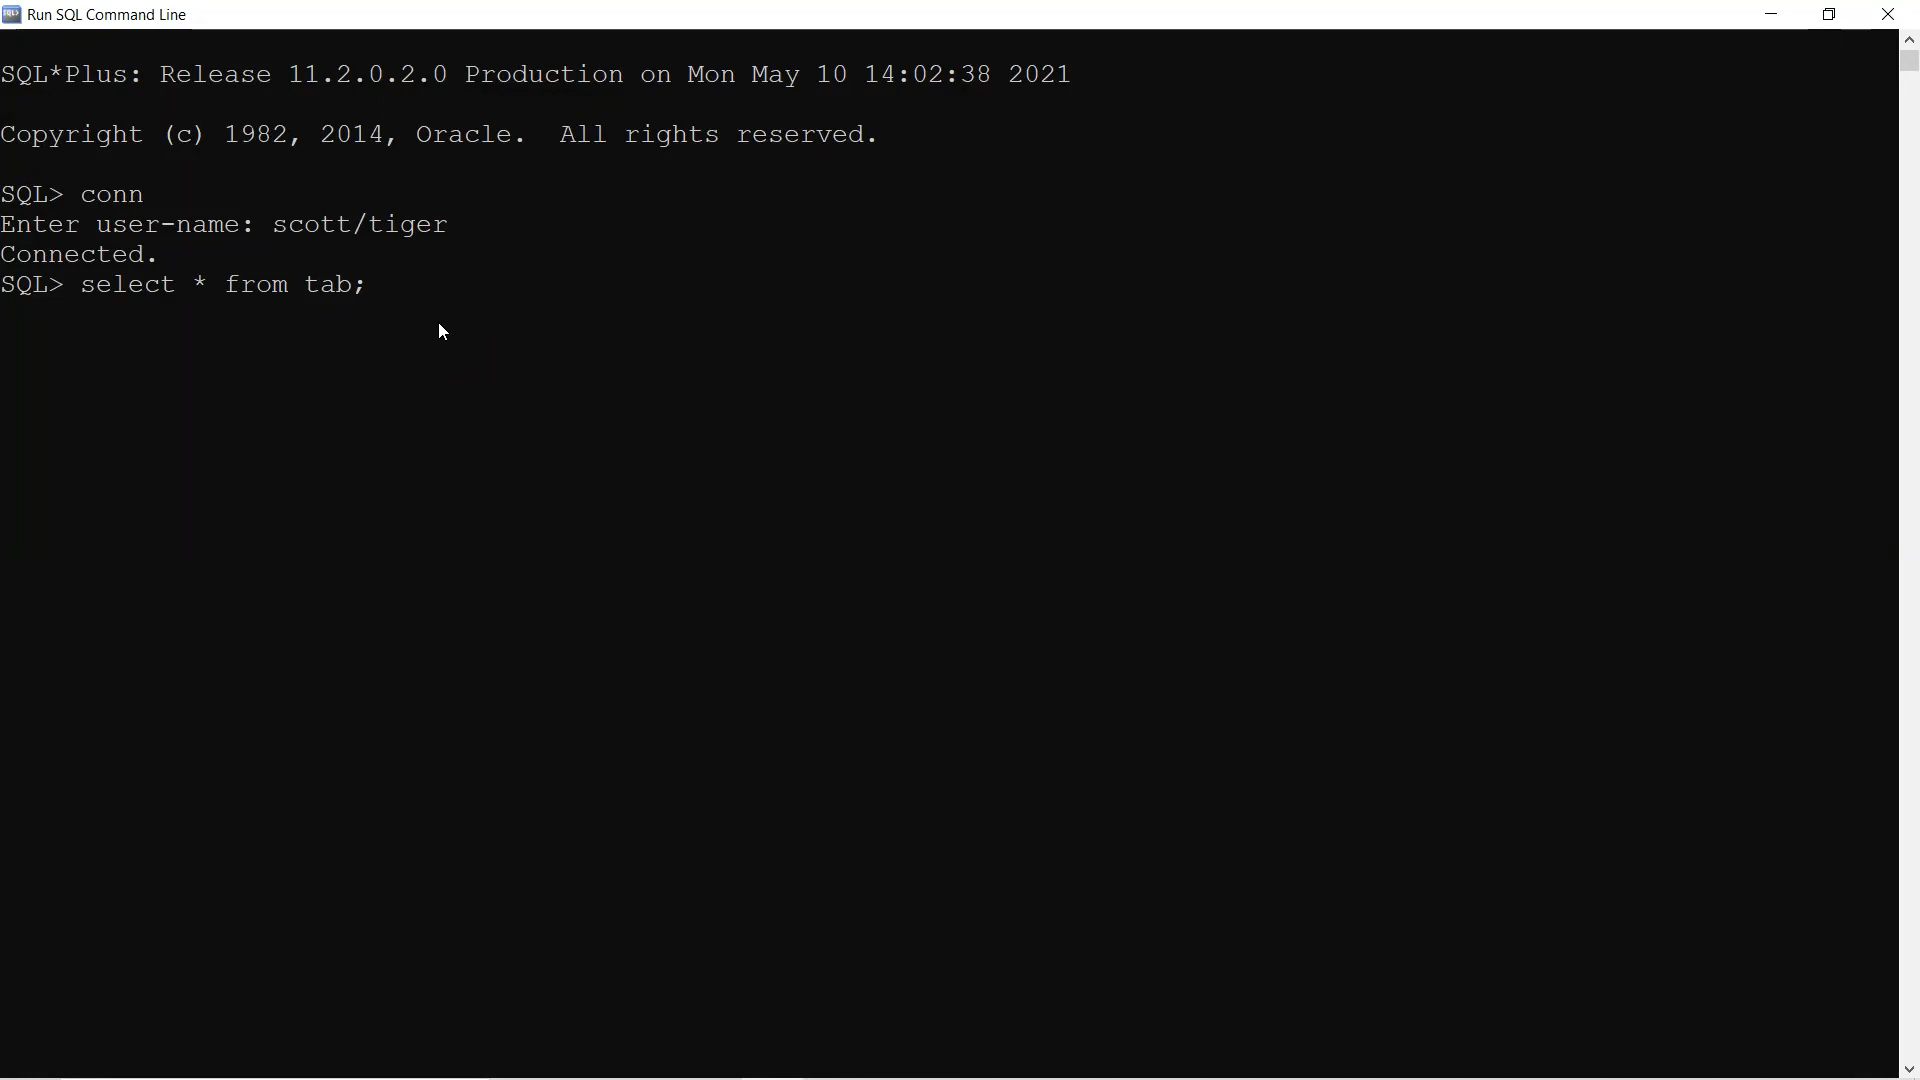 Run SQL Command Line
SQL*Plus: Release 11.2.0.2.0 Production on Mon May 10 14:02:38 2021
Copyright (c) 1982, 2014, Oracle.  All rights reserved.
SQL> conn
Enter user-name: scott/tiger
Connected.
SQL> select * from tab;